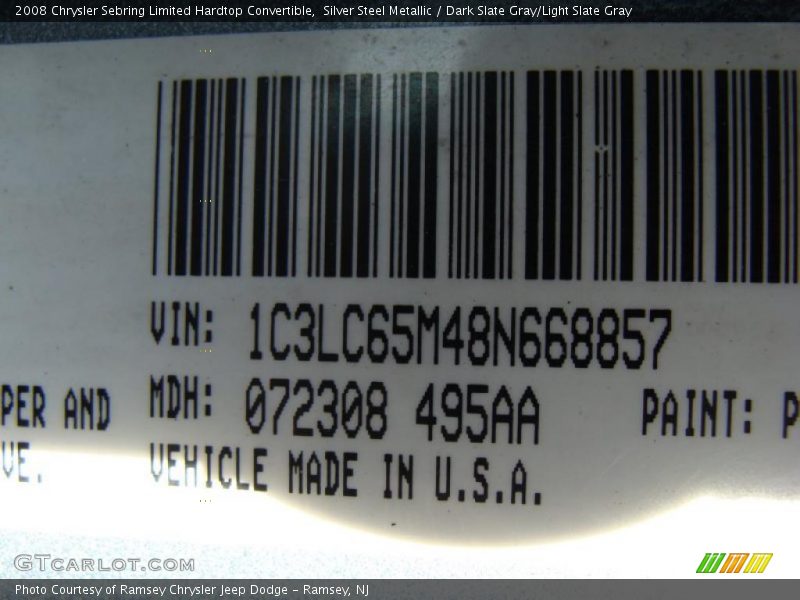 2008 Chrysler Sebring Limited Hardtop Convertible,  Silver Steel Metallic / Dark Slate Gray/Light Slate Gray
VIN: 1C3LC65M48N668857
PER AND MDH: 072308 495AA PAINT: P
VE. VEHICLE MADE IN U.S.A.
GTCARLOT.COM
Photo Courtesy of Ramsey Chrysler Jeep Dodge - Ramsey, NJ